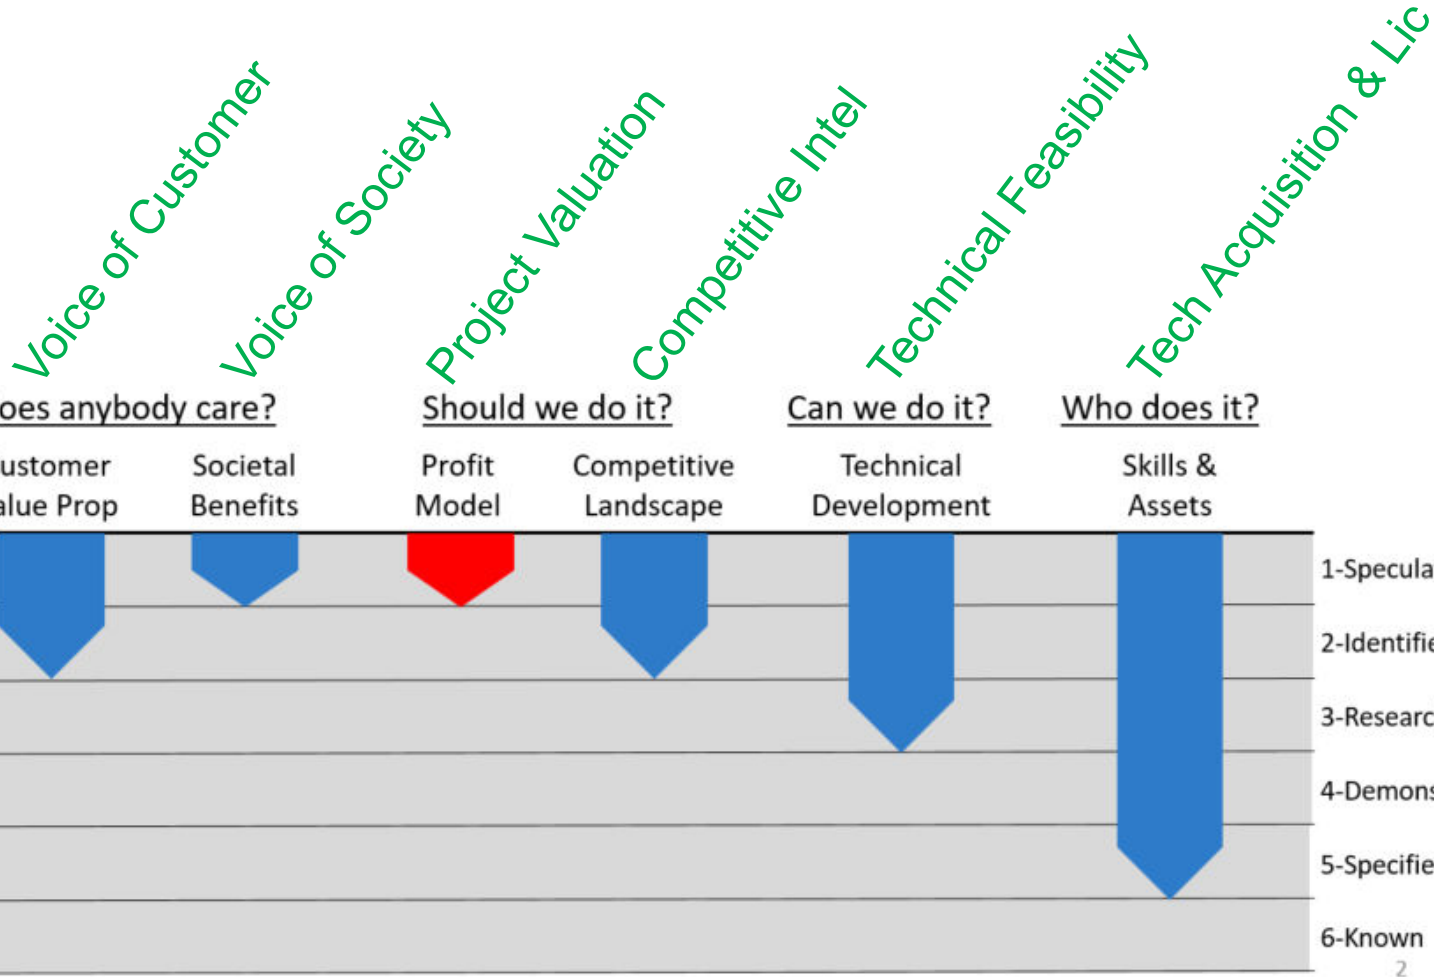 Voice of Customer
Voice of Society
Project Valuation
Competitive Intel
Technical Feasibility
Tech Acquisition & Lic
oes anybody care?
Should we do it?
Can we do it?
Who does it?
ustomer
alue Prop
Societal
Benefits
Profit
Model
Competitive
Landscape
Technical
Development
Skills &
Assets
1-Specula
2-Identifie
3-Researc
4-Demons
5-Specifie
6-Known
2